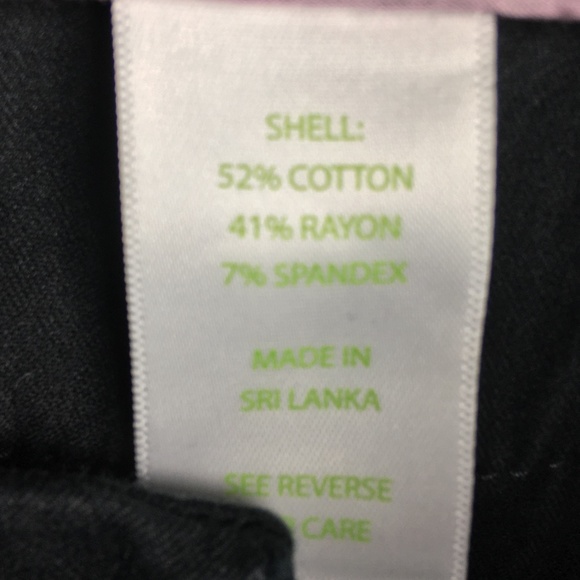 SHELL:
52% COTTON
41% RAYON
7% SPANDEX
MADE IN
SRI LANKA
SEE REVERSE
CARE